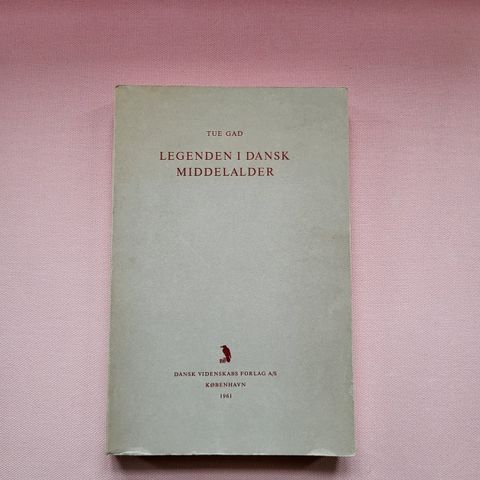 TUE GAD
LEGENDEN I DANSK
MIDDELALDER
DANSK VIDENSKABS FORLAG A/S
KØBENHAVN
1961